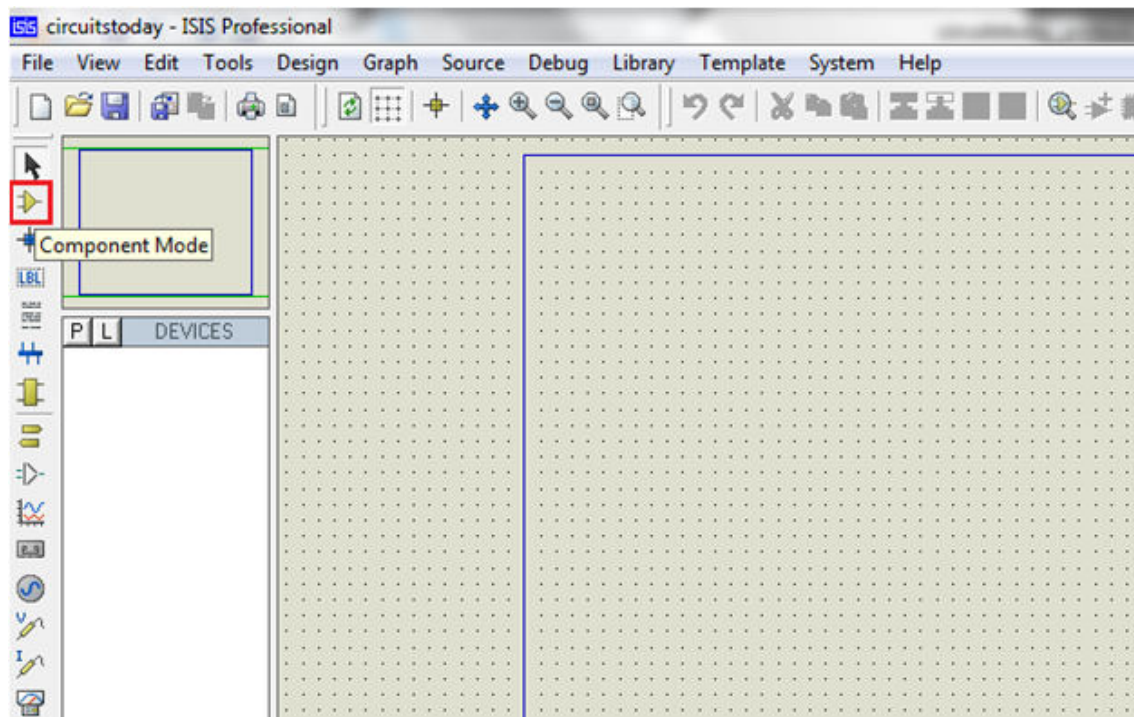 isis circuitstoday - ISIS Professional
File View Edit Tools Design Graph Source Debug Library Template System Help
Component Mode
LBL
P L DEVICES
V
I